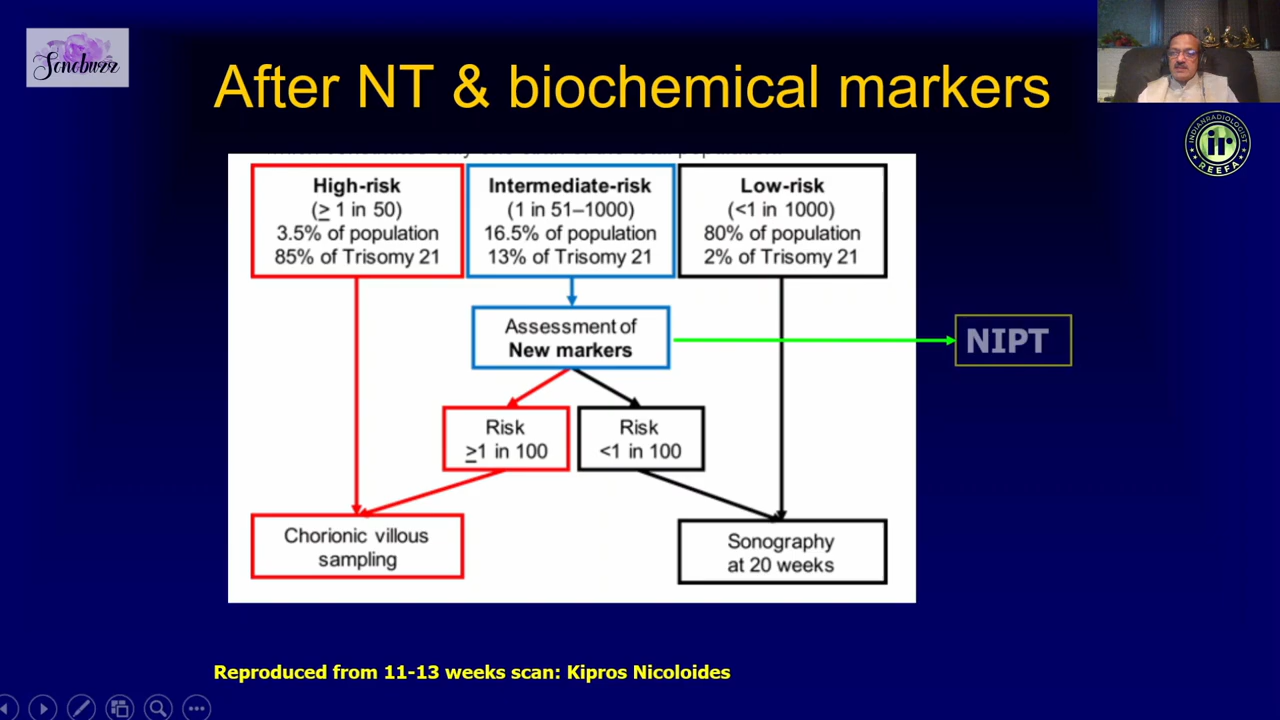 Sonobuzz
After NT & biochemical markers
INDIANRADIOLOGIST
ir
REEFA
High-risk
(≥ 1 in 50)
3.5% of population
85% of Trisomy 21
Intermediate-risk
(1 in 51–1000)
16.5% of population
13% of Trisomy 21
Low-risk
(<1 in 1000)
80% of population
2% of Trisomy 21
Assessment of
New markers
NIPT
Risk
≥1 in 100
Risk
<1 in 100
Chorionic villous
sampling
Sonography
at 20 weeks
Reproduced from 11-13 weeks scan: Kipros Nicoloides